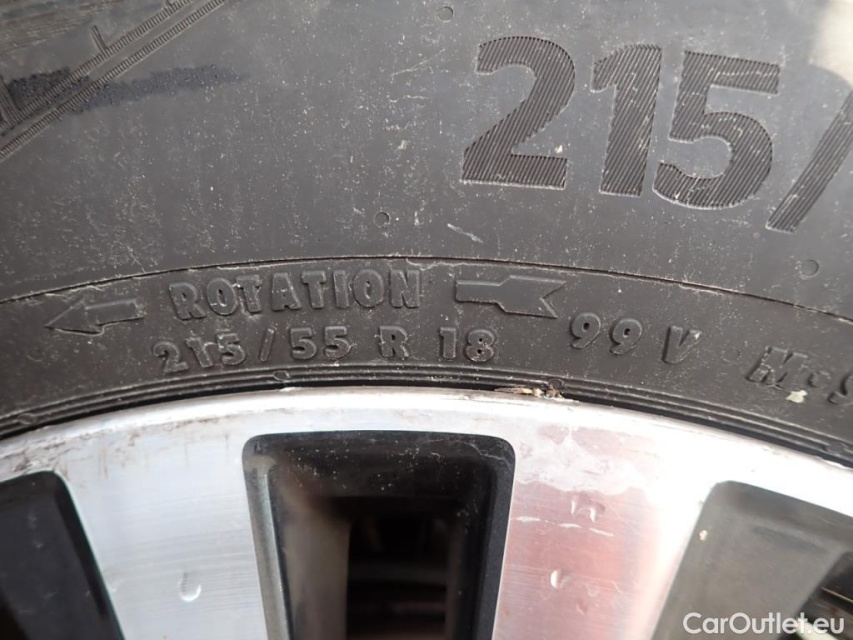 215/
ROTATION
215/55 R 18 99 V M+S
CarOutlet.eu